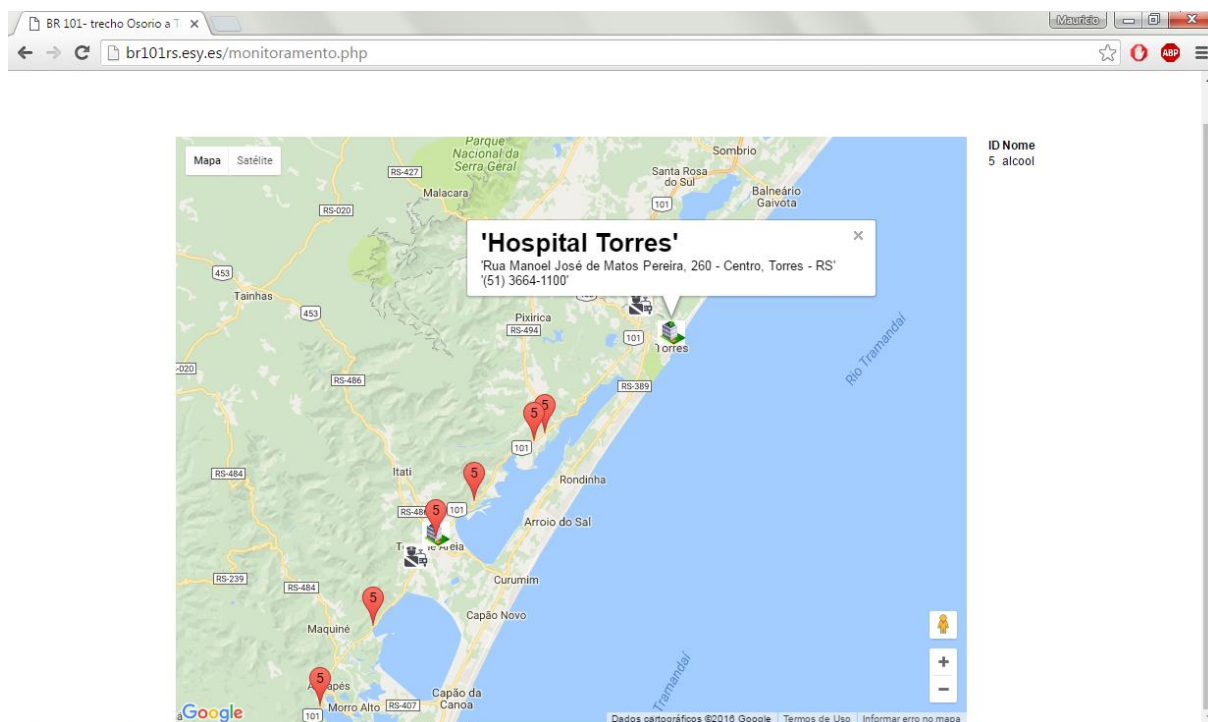 BR 101- trecho Osorio a T
Mauricio
br101rs.esy.es/monitoramento.php
ABP
Mapa Satélite
ID Nome
5 alcool
Parque
Nacional da
Serra Geral
Sombrio
RS-427
Santa Rosa
do Sul
Malacara
Balneário
Gaivota
101
RS-020
'Hospital Torres'
'Rua Manoel José de Matos Pereira, 260 - Centro, Torres - RS'
'(51) 3664-1100'
453
Tainhas
453
Pixirica
RS-494
101
Torres
Rio Tramandaí
-020
RS-486
RS-389
5
5
101
RS-484
Itati
5
Rondinha
RS-486
5
101
Arroio do Sal
RS-239
RS-484
Curumim
5
Capão Novo
Maquiné
5
Tramandaí
Capão da
Canoa
Morro Alto
RS-407
101
Google
Dados cartográficos ©2016 Google
Termos de Uso
Informar erro no mapa